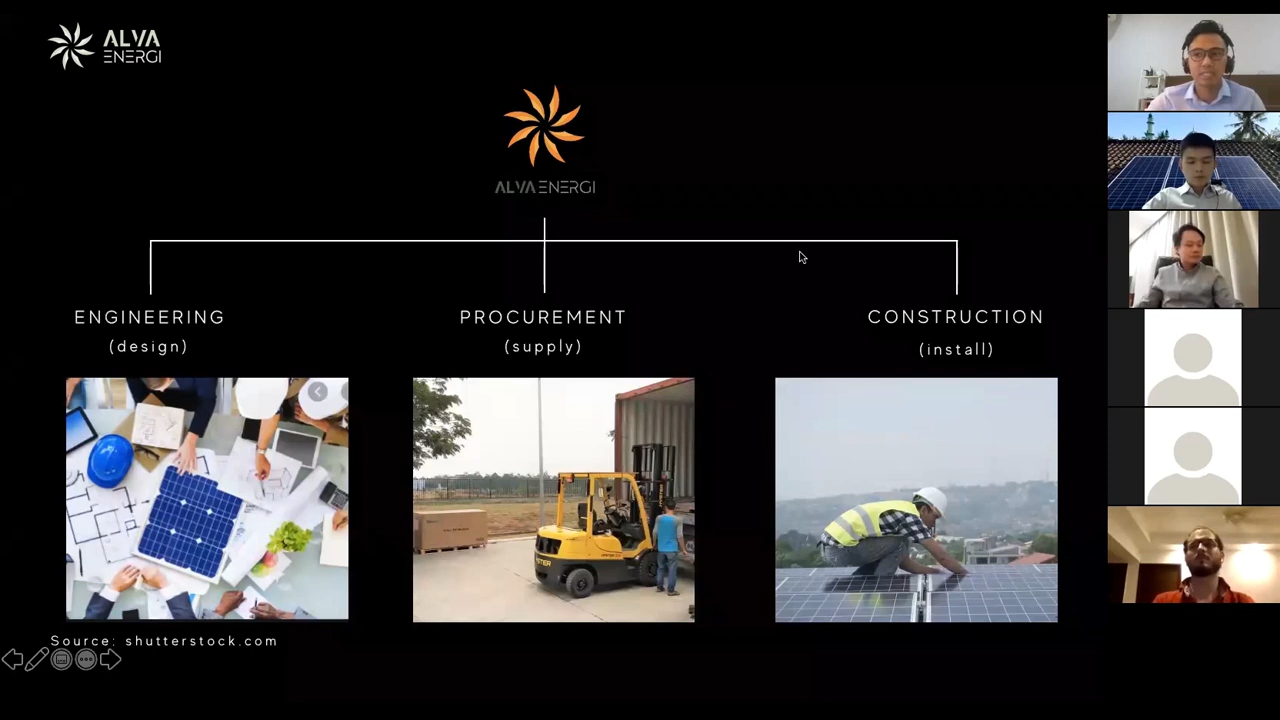 ALVA
ENERGI
ALVA ENERGI
ENGINEERING
(design)
PROCUREMENT
(supply)
CONSTRUCTION
(install)
Source: shutterstock.com